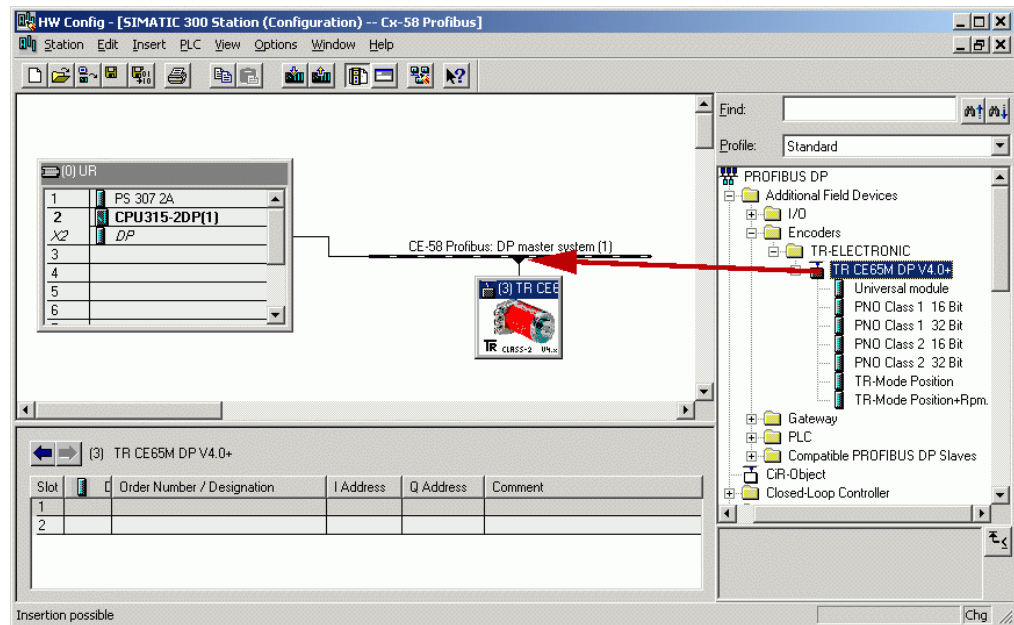 HW Config - [SIMATIC 300 Station (Configuration) -- Cx-58 Profibus]
Station Edit Insert PLC View Options Window Help
(0) UR
1 PS 307 2A
2 CPU315-2DP(1)
X2 DP
3
4
5
6
CE-58 Profibus: DP master system (1)
(3) TR CE6
TR CLASS-2 V4.x
Find:
Profile: Standard
PROFIBUS DP
Additional Field Devices
I/O
Encoders
TR-ELECTRONIC
TR CE65M DP V4.0+
Universal module
PNO Class 1 16 Bit
PNO Class 1 32 Bit
PNO Class 2 16 Bit
PNO Class 2 32 Bit
TR-Mode Position
TR-Mode Position+Rpm.
Gateway
PLC
Compatible PROFIBUS DP Slaves
CiR-Object
Closed-Loop Controller
(3) TR CE65M DP V4.0+
Slot D Order Number / Designation I Address Q Address Comment
1
2
Insertion possible
Chg